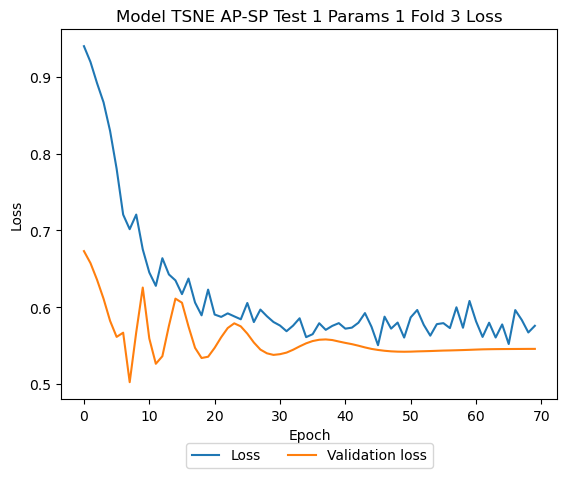 Model TSNE AP-SP Test 1 Params 1 Fold 3 Loss
0.9
0.8
0.7
0.6
0.5
Loss
0 10 20 30 40 50 60 70
Epoch
Loss Validation loss